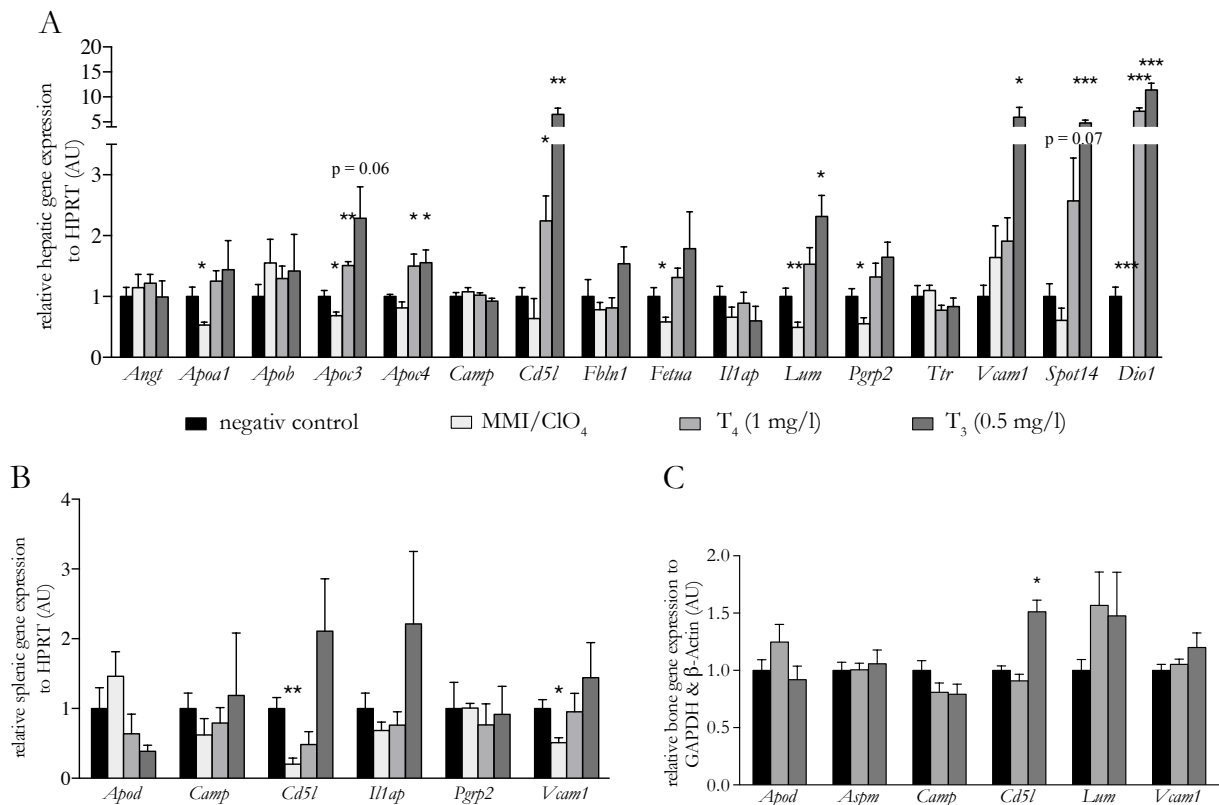 A
relative hepatic gene expression
to HPRT (AU)
20
15
10
5
3
2
1
0
* * ** p = 0.06 * * * ** * ** * * * p = 0.07 *** *** *** ***
Angt Apoa1 Apob Apoc3 Apoc4 Camp Cd5l Fbln1 Fetua Il1ap Lum Pgrp2 Ttr Vcam1 Spot14 Dio1
negativ control MMI/ClO4 T4 (1 mg/l) T3 (0.5 mg/l)
B
relative splenic gene expression
to HPRT (AU)
4
3
2
1
0
** *
Apod Camp Cd5l Il1ap Pgrp2 Vcam1
C
relative bone gene expression to
GAPDH & β-Actin (AU)
2.0
1.5
1.0
0.5
0.0
*
Apod Aspm Camp Cd5l Lum Vcam1